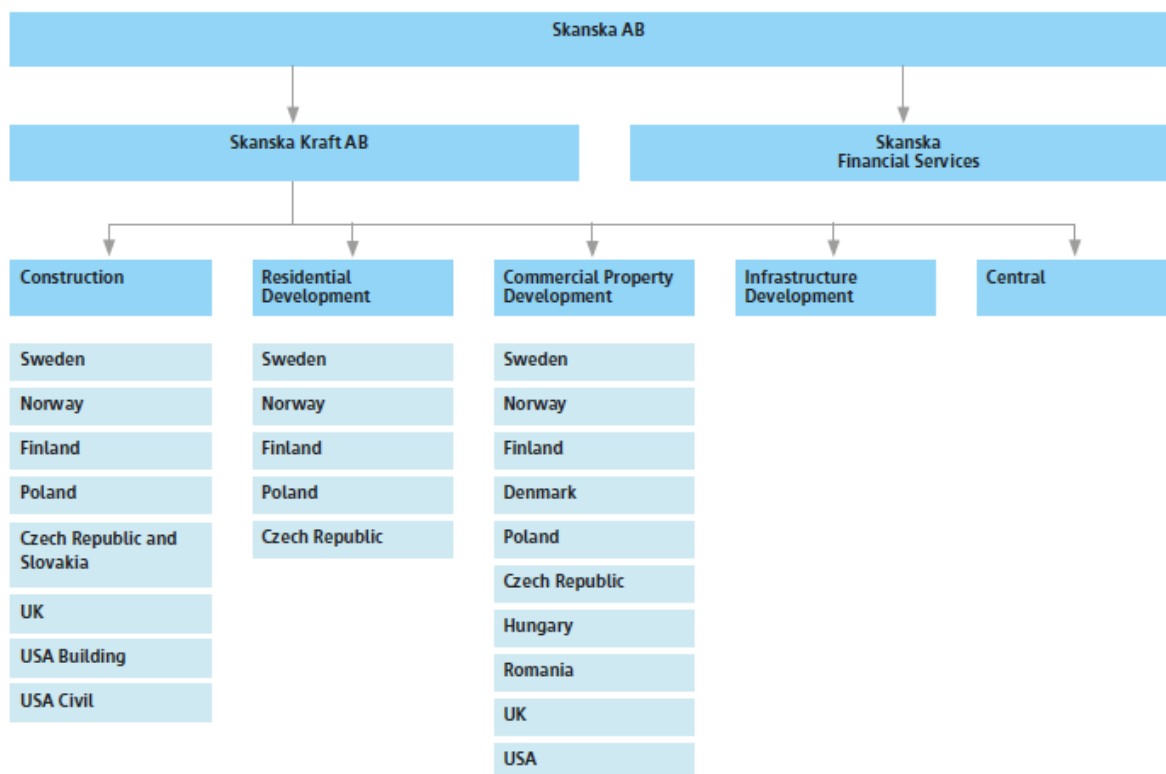 Skanska AB
Skanska Kraft AB
Skanska
Financial Services
Construction
Residential
Development
Commercial Property
Development
Infrastructure
Development
Central
Sweden
Norway
Finland
Poland
Czech Republic and
Slovakia
UK
USA Building
USA Civil
Sweden
Norway
Finland
Poland
Czech Republic
Sweden
Norway
Finland
Denmark
Poland
Czech Republic
Hungary
Romania
UK
USA